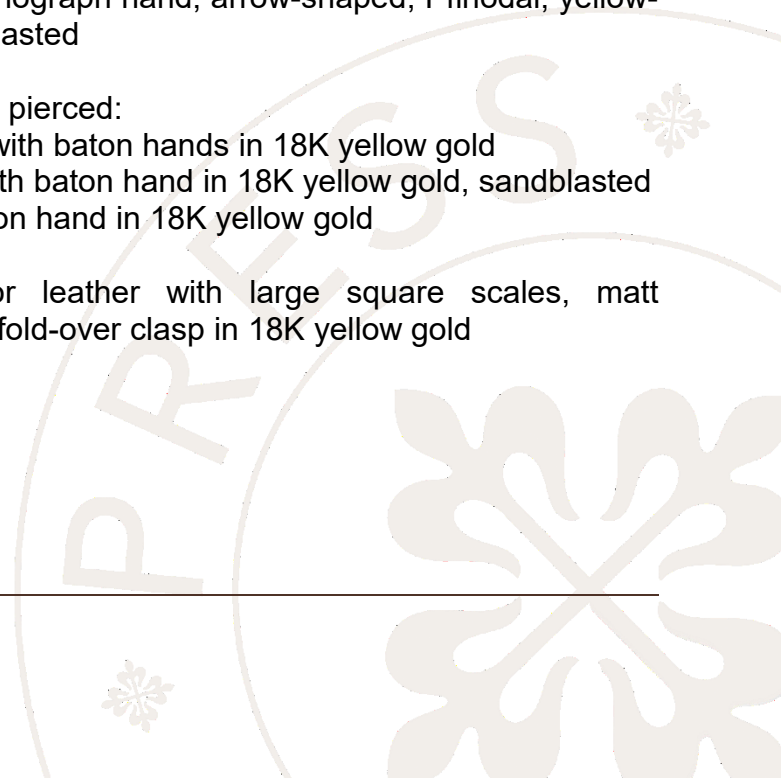 hand, arrow-shaped, Pfinodal, yellow-
asted
pierced:
with baton hands in 18K yellow gold
th baton hand in 18K yellow gold, sandblasted
on hand in 18K yellow gold
or leather with large square scales, matt
fold-over clasp in 18K yellow gold
PRESS